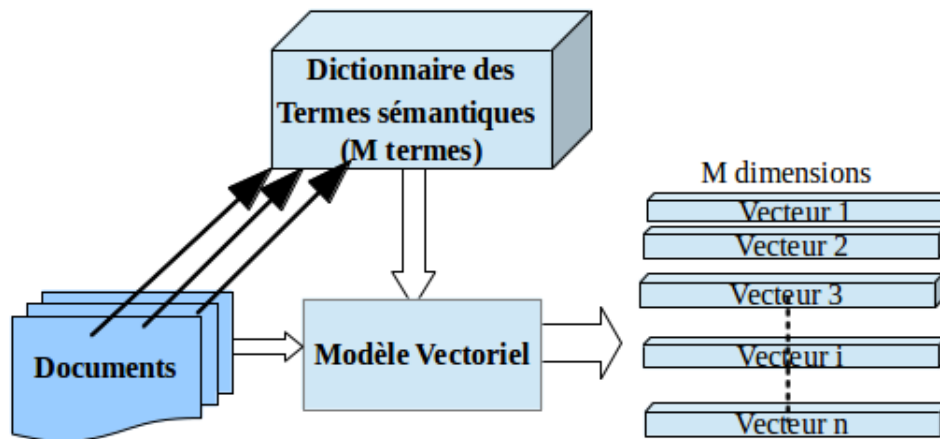 Dictionnaire des
Termes sémantiques
(M termes)
M dimensions
Vecteur 1
Vecteur 2
Vecteur 3
Vecteur i
Vecteur n
Documents
Modèle Vectoriel